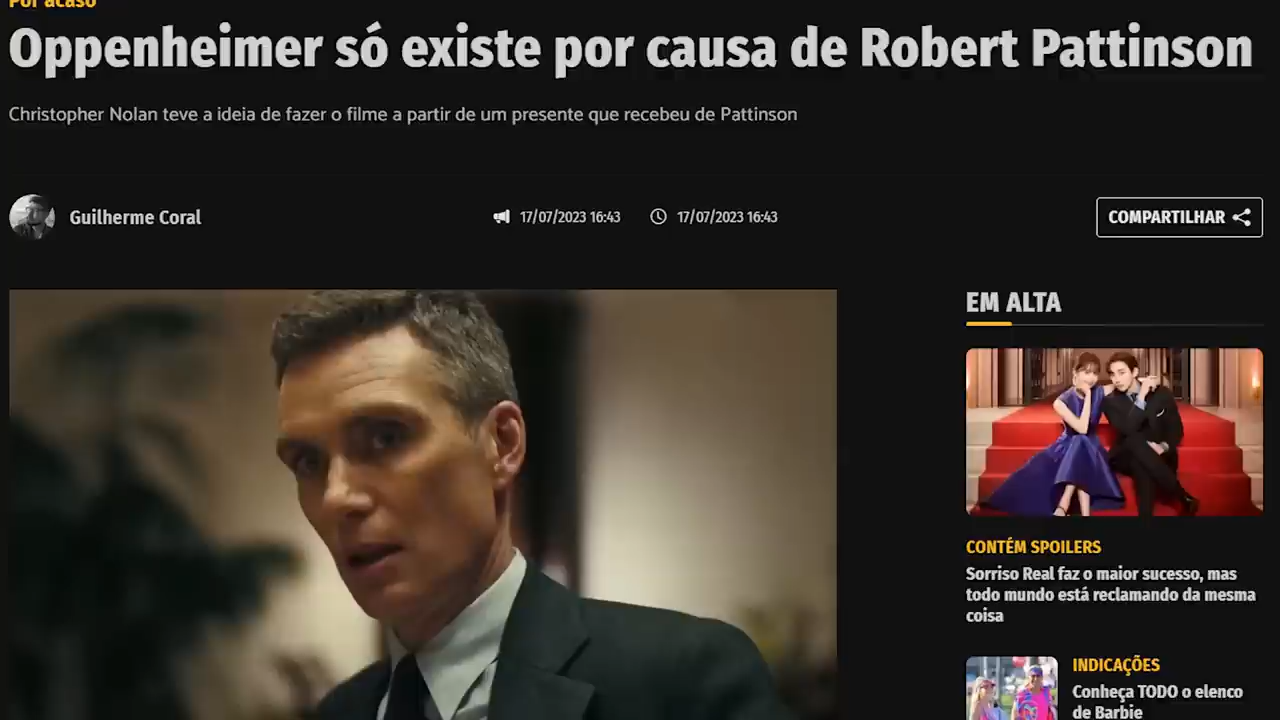 Por acaso
Oppenheimer só existe por causa de Robert Pattinson
Christopher Nolan teve a ideia de fazer o filme a partir de um presente que recebeu de Pattinson
Guilherme Coral
17/07/2023 16:43
17/07/2023 16:43
COMPARTILHAR
EM ALTA
CONTÉM SPOILERS
Sorriso Real faz o maior sucesso, mas
todo mundo está reclamando da mesma
coisa
INDICAÇÕES
Conheça TODO o elenco
de Barbie